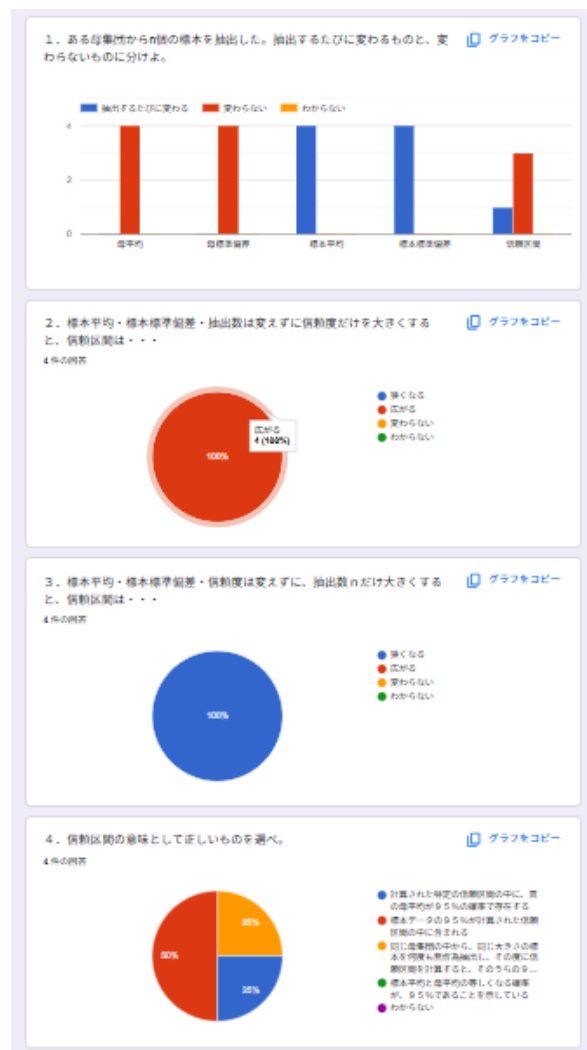 1．ある母集団からn個の標本を抽出した。抽出するたびに変わるものと、変
わらないものに分けよ。
グラフをコピー
抽出するたびに変わる 変わらない わからない
4
2
0
母平均 母標準偏差 標本平均 標本標準偏差 信頼区間
2．標本平均・標本標準偏差・抽出数は変えずに信頼度だけを大きくする
と、信頼区間は・・・
グラフをコピー
4 件の回答
狭くなる
広がる
変わらない
わからない
広がる
4 (100%)
100%
3．標本平均・標本標準偏差・信頼度は変えずに、抽出数ｎだけ大きくする
と、信頼区間は・・・
グラフをコピー
4 件の回答
狭くなる
広がる
変わらない
わからない
100%
4．信頼区間の意味として正しいものを選べ。
グラフをコピー
4 件の回答
計算された特定の信頼区間の中に、真
の母平均が９５％の確率で存在する
標本データの９５％が計算された信頼
区間の中に含まれる
同じ母集団の中から、同じ大きさの標
本を何度も無作為抽出し、その度に信
頼区間を計算すると、そのうちの９...
標本平均と母平均の等しくなる確率
が、９５％であることを示している
わからない
25%
50%
25%